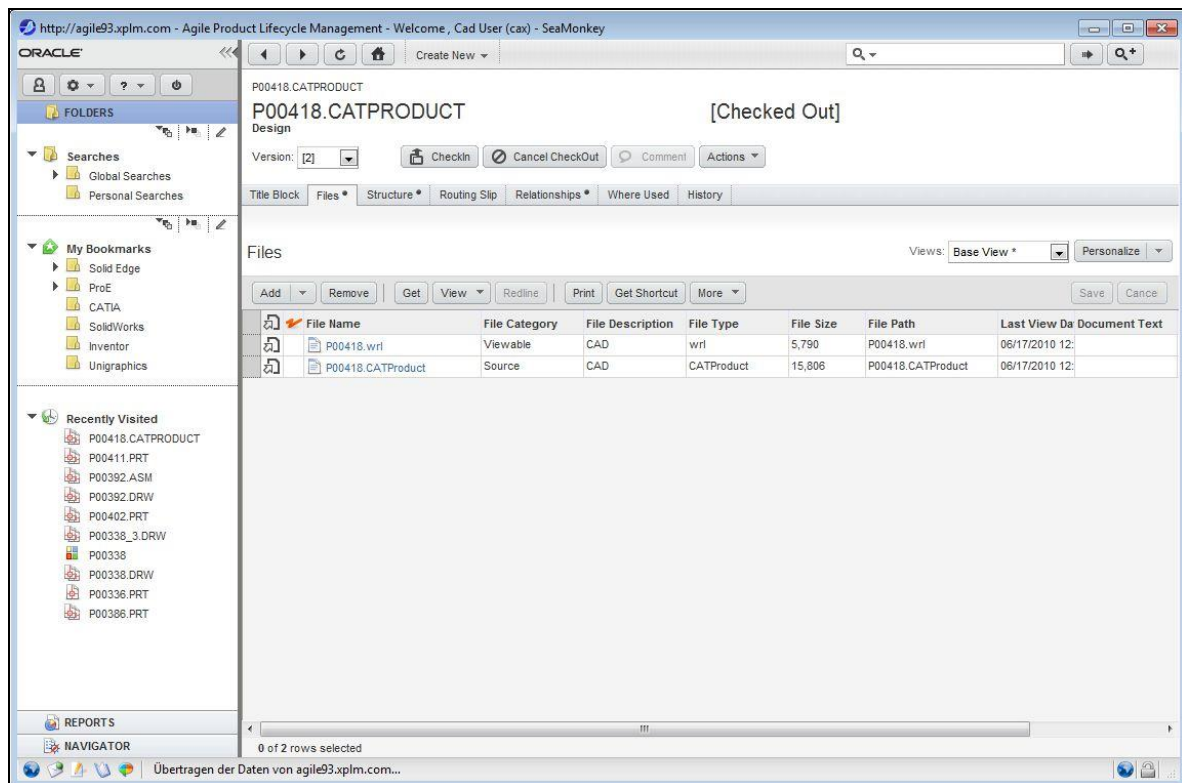 http://agile93.xplm.com - Agile Product Lifecycle Management - Welcome , Cad User (cax) - SeaMonkey
ORACLE
Create New
FOLDERS
Searches
Global Searches
Personal Searches
My Bookmarks
Solid Edge
ProE
CATIA
SolidWorks
Inventor
Unigraphics
Recently Visited
P00418.CATPRODUCT
P00411.PRT
P00392.ASM
P00392.DRW
P00402.PRT
P00338_3.DRW
P00338
P00338.DRW
P00336.PRT
P00386.PRT
REPORTS
NAVIGATOR
P00418.CATPRODUCT
P00418.CATPRODUCT [Checked Out]
Design
Version: [2] CheckIn Cancel CheckOut Comment Actions
Title Block Files Structure Routing Slip Relationships Where Used History
Files Views: Base View * Personalize
Add Remove Get View Redline Print Get Shortcut More Save Cance
File Name File Category File Description File Type File Size File Path Last View Da Document Text
P00418.wrl Viewable CAD wrl 5,790 P00418.wrl 06/17/2010 12:
P00418.CATProduct Source CAD CATProduct 15,806 P00418.CATProduct 06/17/2010 12:
0 of 2 rows selected
Übertragen der Daten von agile93.xplm.com...